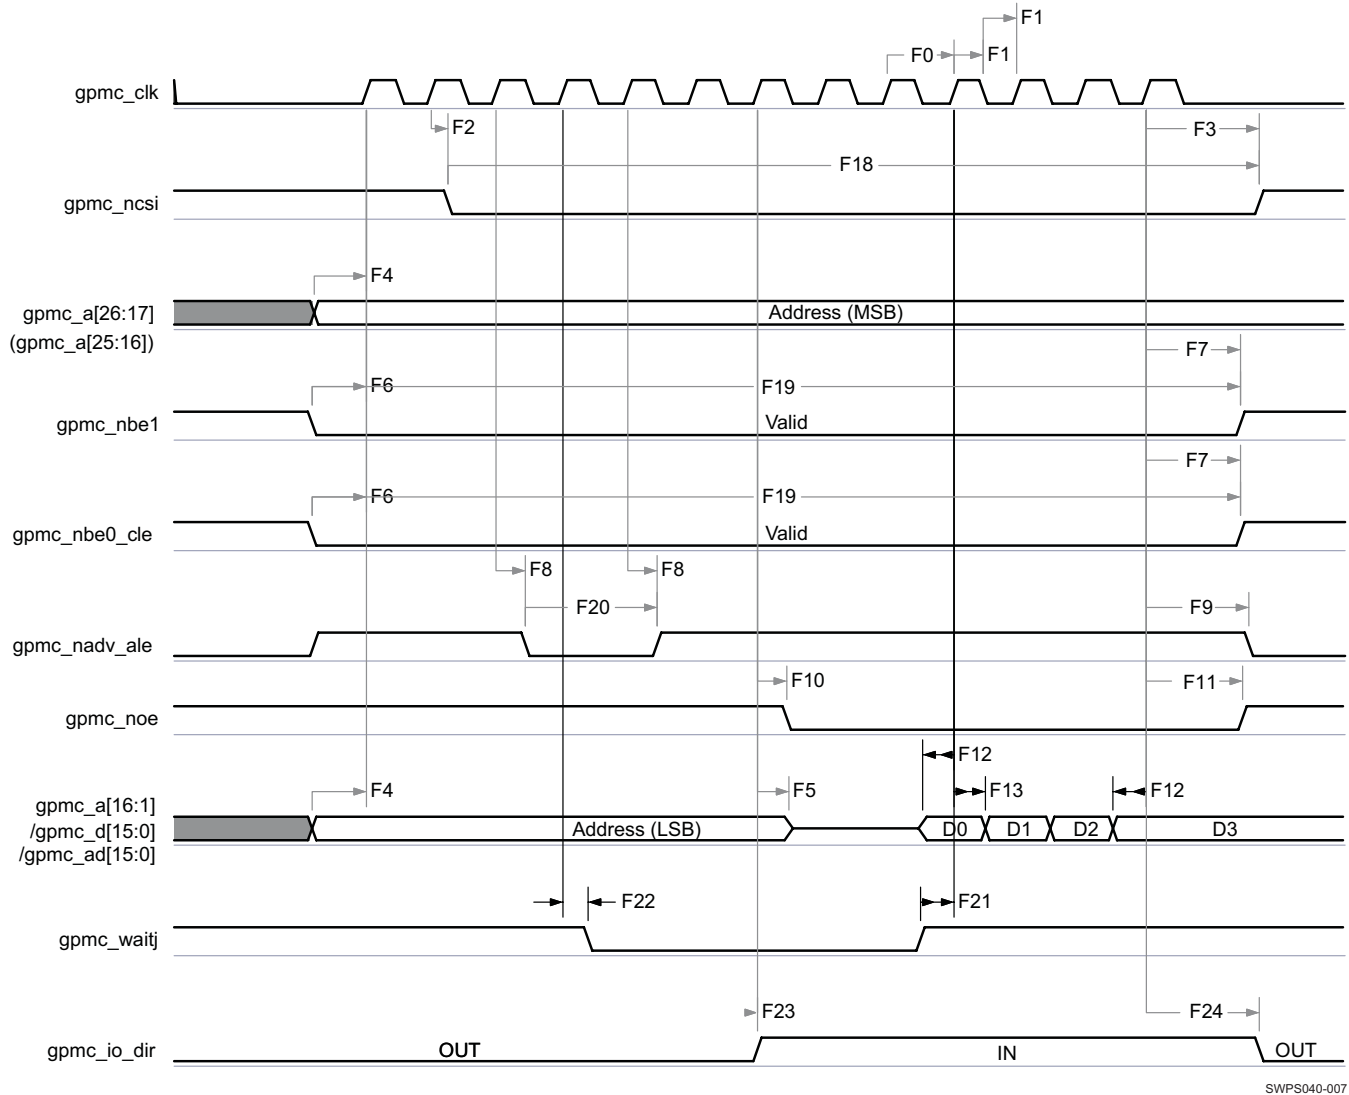 F1
F0 F1
gpmc_clk
F2 F3
F18
gpmc_ncsi
F4
gpmc_a[26:17] Address (MSB)
(gpmc_a[25:16])
F7
F6 F19
gpmc_nbe1 Valid
F7
F6 F19
gpmc_nbe0_cle Valid
F8 F8
F20 F9
gpmc_nadv_ale
F10 F11
gpmc_noe
F12
F4 F5 F13 F12
gpmc_a[16:1]
/gpmc_d[15:0] Address (LSB) D0 D1 D2 D3
/gpmc_ad[15:0]
F22 F21
gpmc_waitj
F23 F24
gpmc_io_dir OUT IN OUT
SWPS040-007